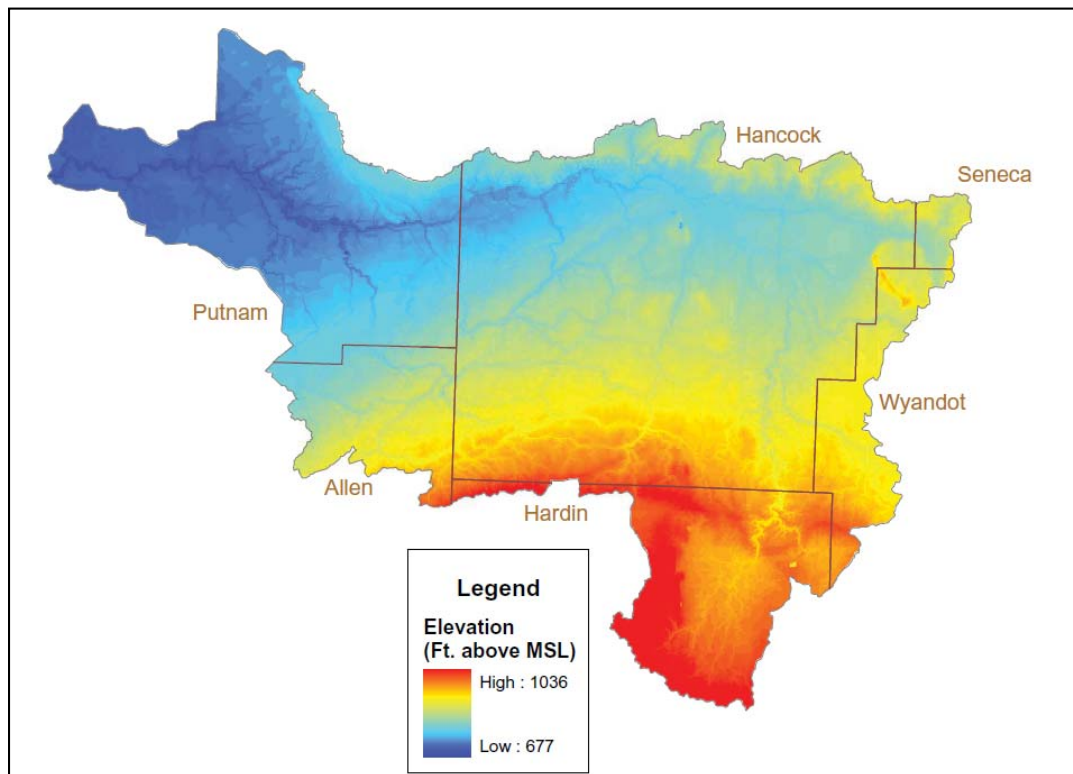 Hancock
Seneca
Putnam
Wyandot
Allen
Hardin
Legend
Elevation
(Ft. above MSL)
High : 1036
Low : 677